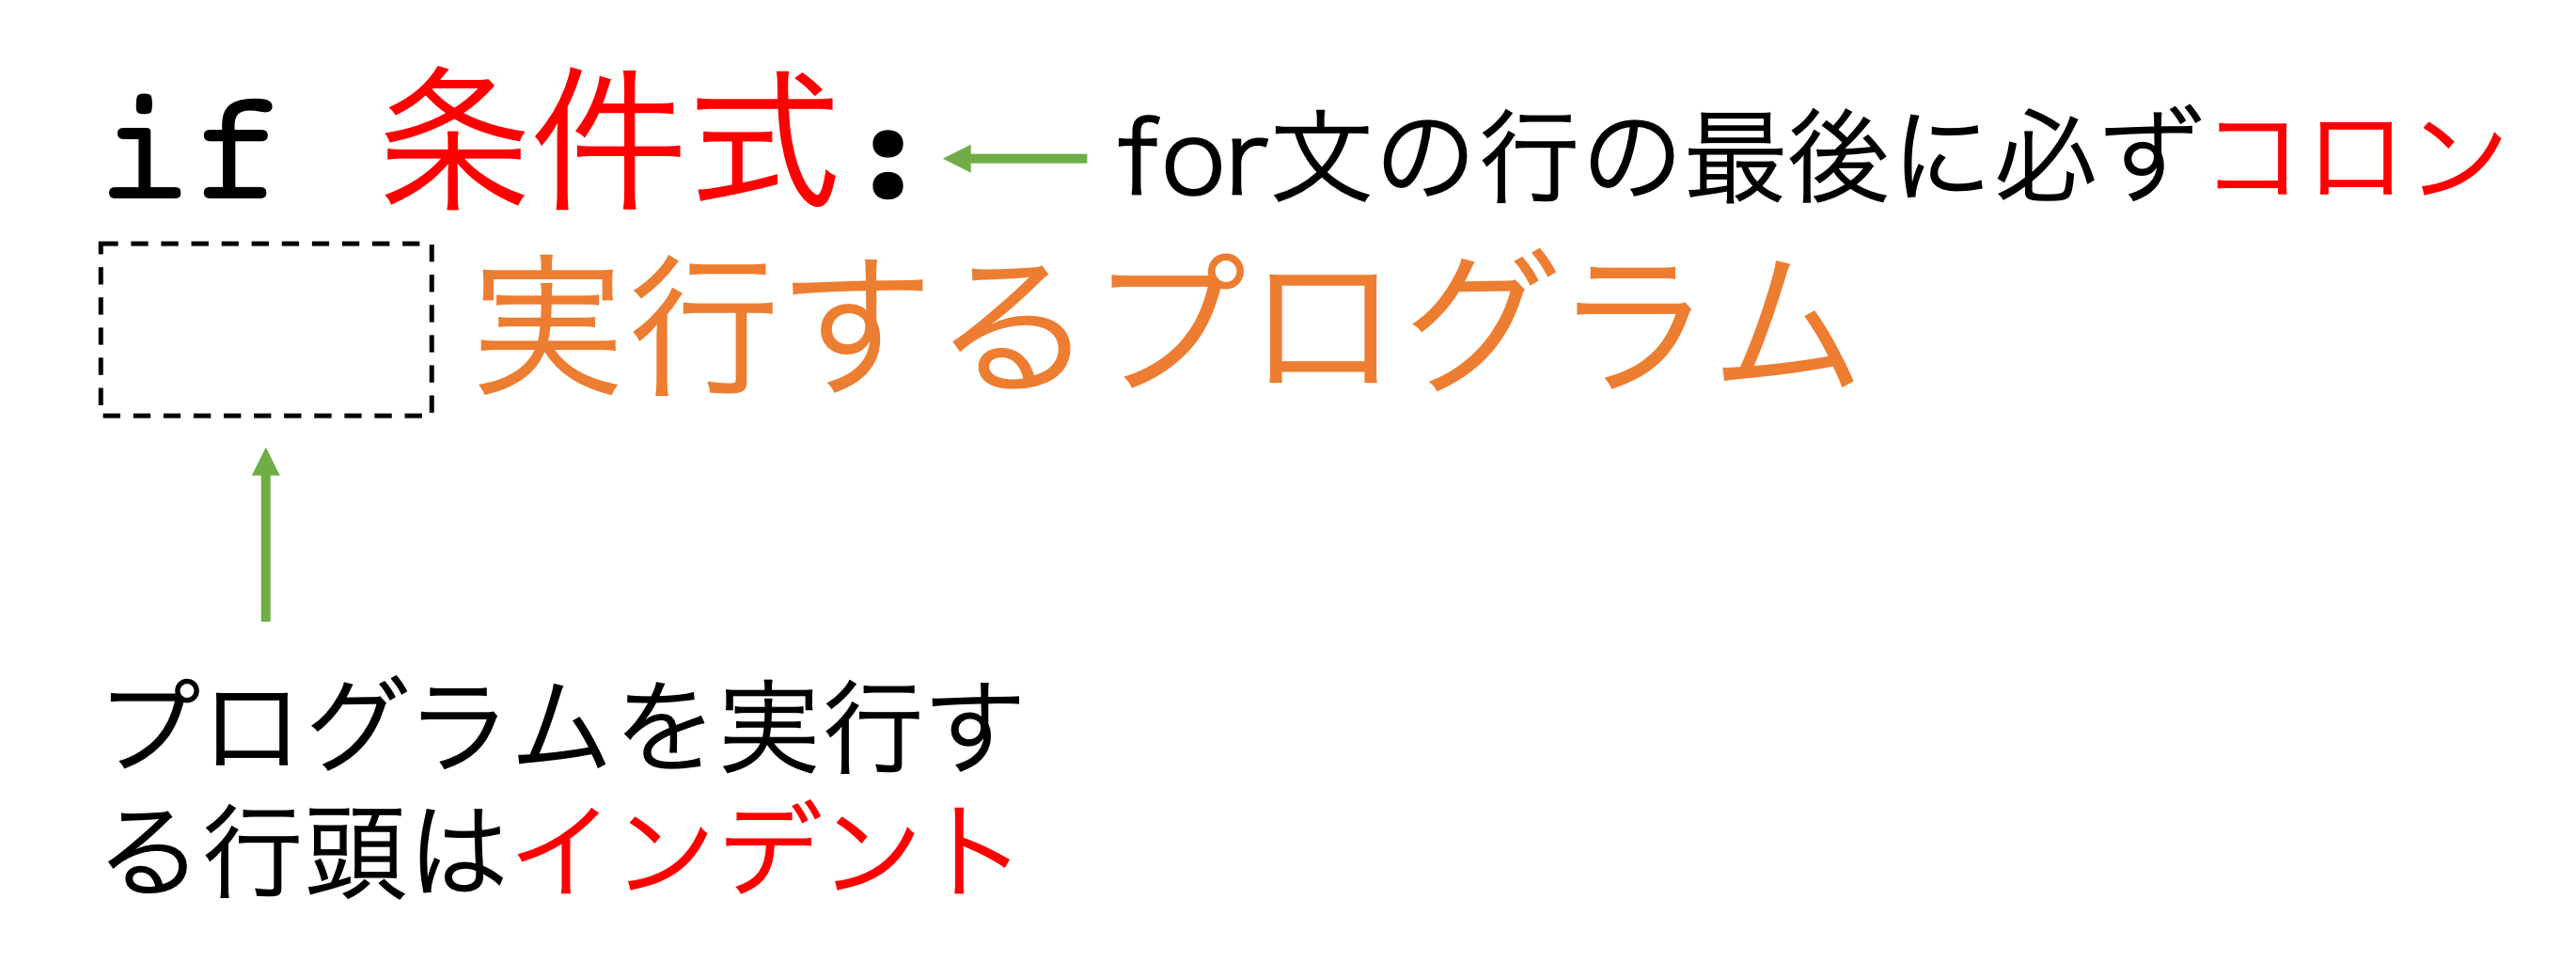 if 条件式:
for文の行の最後に必ずコロン
実行するプログラム
プログラムを実行す
る行頭はインデント